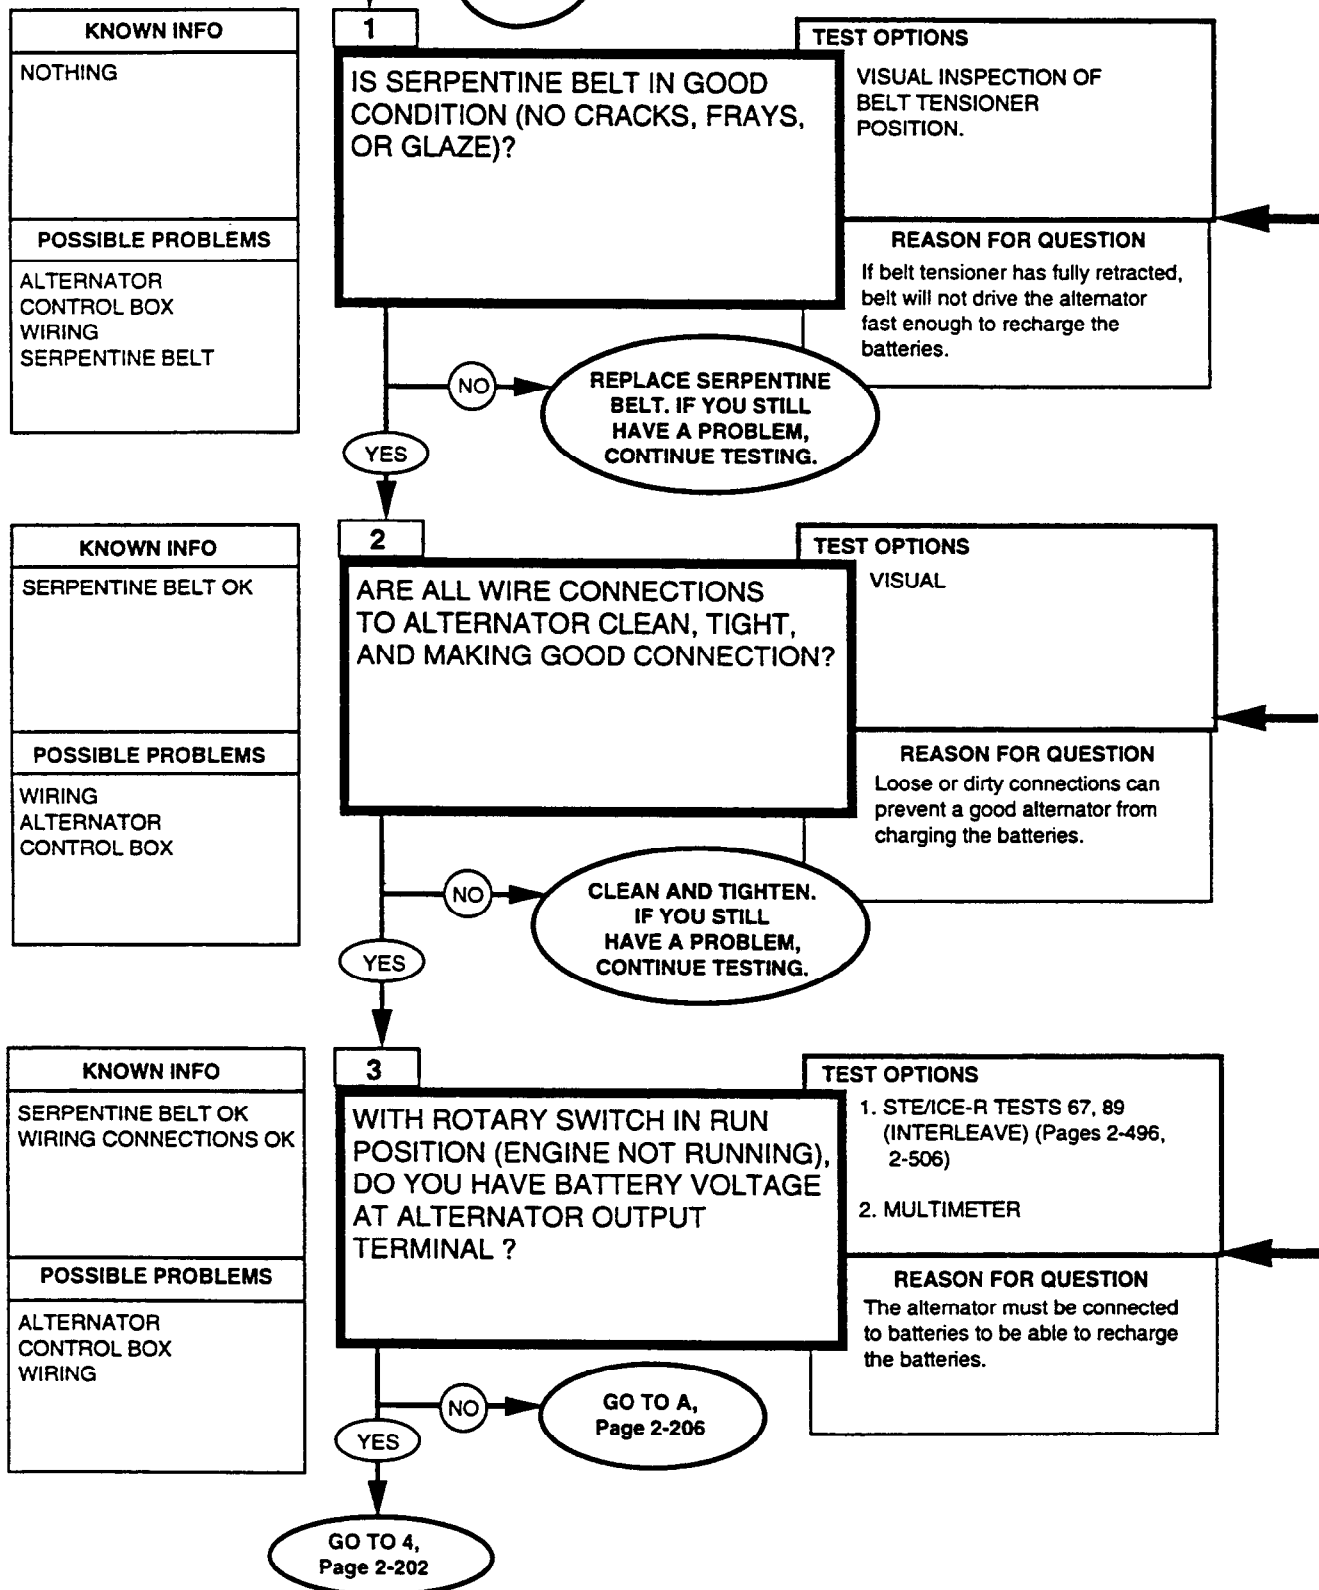 KNOWN INFO
NOTHING
POSSIBLE PROBLEMS
ALTERNATOR
CONTROL BOX
WIRING
SERPENTINE BELT
1
IS SERPENTINE BELT IN GOOD
CONDITION (NO CRACKS, FRAYS,
OR GLAZE)?
TEST OPTIONS
VISUAL INSPECTION OF
BELT TENSIONER
POSITION.
REASON FOR QUESTION
If belt tensioner has fully retracted,
belt will not drive the alternator
fast enough to recharge the
batteries.
NO
REPLACE SERPENTINE
BELT. IF YOU STILL
HAVE A PROBLEM,
CONTINUE TESTING.
YES
KNOWN INFO
SERPENTINE BELT OK
POSSIBLE PROBLEMS
WIRING
ALTERNATOR
CONTROL BOX
2
ARE ALL WIRE CONNECTIONS
TO ALTERNATOR CLEAN, TIGHT,
AND MAKING GOOD CONNECTION?
TEST OPTIONS
VISUAL
REASON FOR QUESTION
Loose or dirty connections can
prevent a good alternator from
charging the batteries.
NO
CLEAN AND TIGHTEN.
IF YOU STILL
HAVE A PROBLEM,
CONTINUE TESTING.
YES
KNOWN INFO
SERPENTINE BELT OK
WIRING CONNECTIONS OK
POSSIBLE PROBLEMS
ALTERNATOR
CONTROL BOX
WIRING
3
WITH ROTARY SWITCH IN RUN
POSITION (ENGINE NOT RUNNING),
DO YOU HAVE BATTERY VOLTAGE
AT ALTERNATOR OUTPUT
TERMINAL ?
TEST OPTIONS
1. STE/ICE-R TESTS 67, 89
(INTERLEAVE) (Pages 2-496,
2-506)
2. MULTIMETER
REASON FOR QUESTION
The alternator must be connected
to batteries to be able to recharge
the batteries.
NO
GO TO A,
Page 2-206
YES
GO TO 4,
Page 2-202